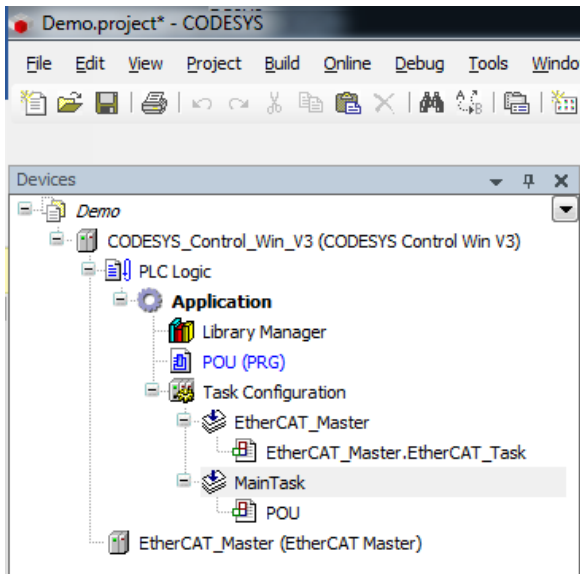 Demo.project* - CODESYS
File Edit View Project Build Online Debug Tools Windo
Devices
Demo
CODESYS_Control_Win_V3 (CODESYS Control Win V3)
PLC Logic
Application
Library Manager
POU (PRG)
Task Configuration
EtherCAT_Master
EtherCAT_Master.EtherCAT_Task
MainTask
POU
EtherCAT_Master (EtherCAT Master)